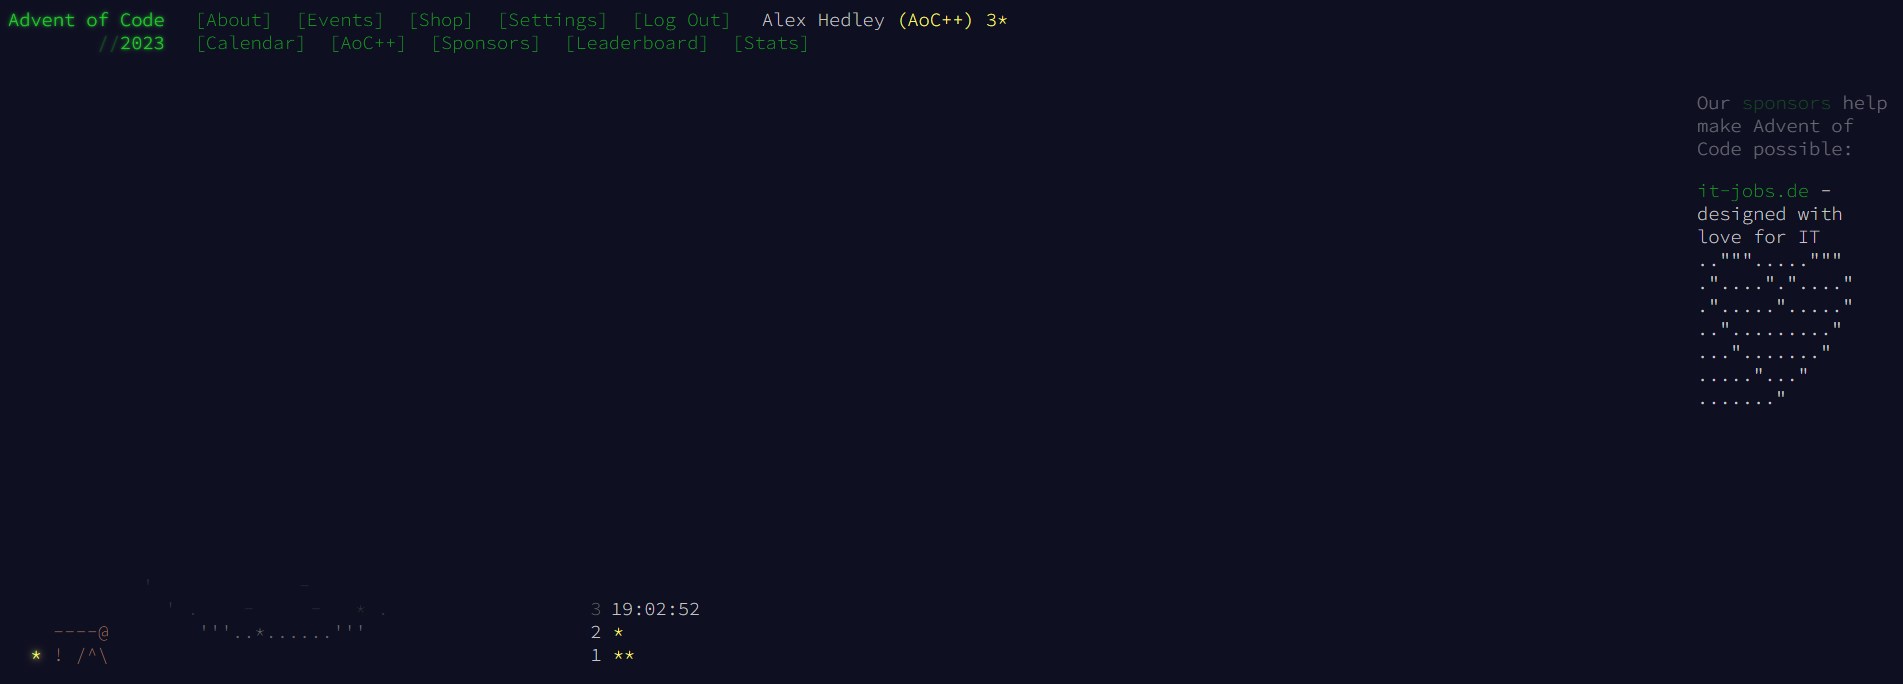 Advent of Code [About] [Events] [Shop] [Settings] [Log Out] Alex Hedley (AoC++) 3*
//2023 [Calendar] [AoC++] [Sponsors] [Leaderboard] [Stats]
Our sponsors help
make Advent of
Code possible:
it-jobs.de -
designed with
love for IT
.."""....."""
."...."."...."
."....."....."
..“........."
...“......."
....."..."
......."
' -
' . - - * . 3 19:02:52
----@ '''..*......''' 2 *
* ! /^\ 1 **